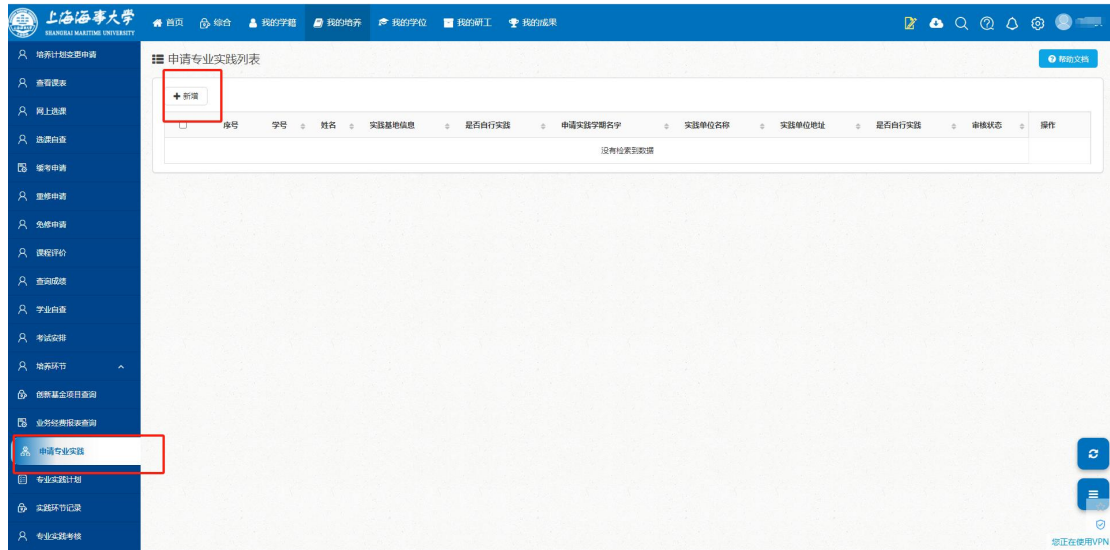 上海海事大学
SHANGHAI MARITIME UNIVERSITY
首页 综合 我的学籍 我的培养 我的学位 我的研工 我的成果
培养计划变更申请
查看课表
网上选课
选课自查
缓考申请
重修申请
免修申请
课程评价
查询成绩
学业自查
考试安排
培养环节
创新基金项目查询
业务经费报表查询
申请专业实践
专业实践计划
实践环节记录
专业实践考核
申请专业实践列表
帮助文档
新增
序号 学号 姓名 实践基地信息 是否自行实践 申请实践学期名字 实践单位名称 实践单位地址 是否自行实践 审核状态 操作
没有检索到数据
您正在使用VPN